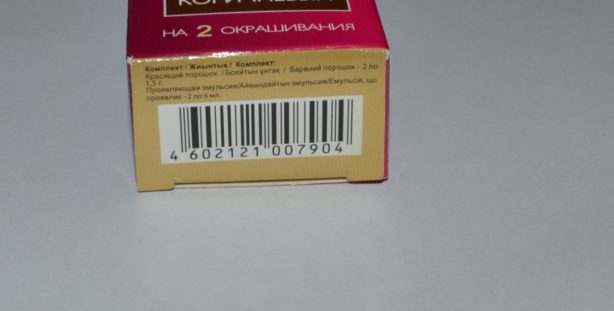 НА 2 ОКРАШИВАНИЯ
Комплект / Жиынтық / Комплект:
Красящий порошок / Бояйтын ұнтақ / Барвний порошок - 2 по
1,5 г.
Проявляющая эмульсия/Айқындайтын эмульсия/Емульсія, що
проявляє - 2 по 6 мл.
4 602121 007904